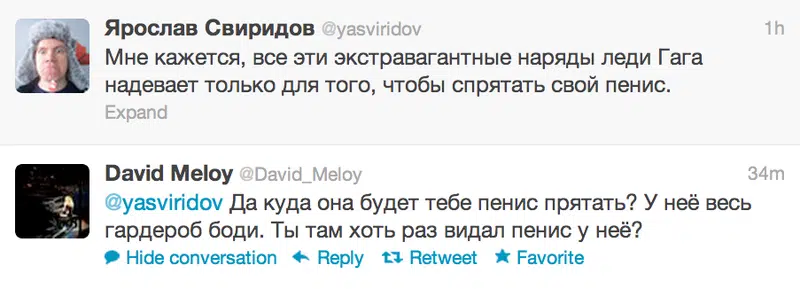 Ярослав Свиридов @yasviridov 1h
Мне кажется, все эти экстравагантные наряды леди Гага
надевает только для того, чтобы спрятать свой пенис.
Expand
David Meloy @David_Meloy 34m
@yasviridov Да куда она будет тебе пенис прятать? У неё весь
гардероб боди. Ты там хоть раз видал пенис у неё?
Hide conversation Reply Retweet Favorite